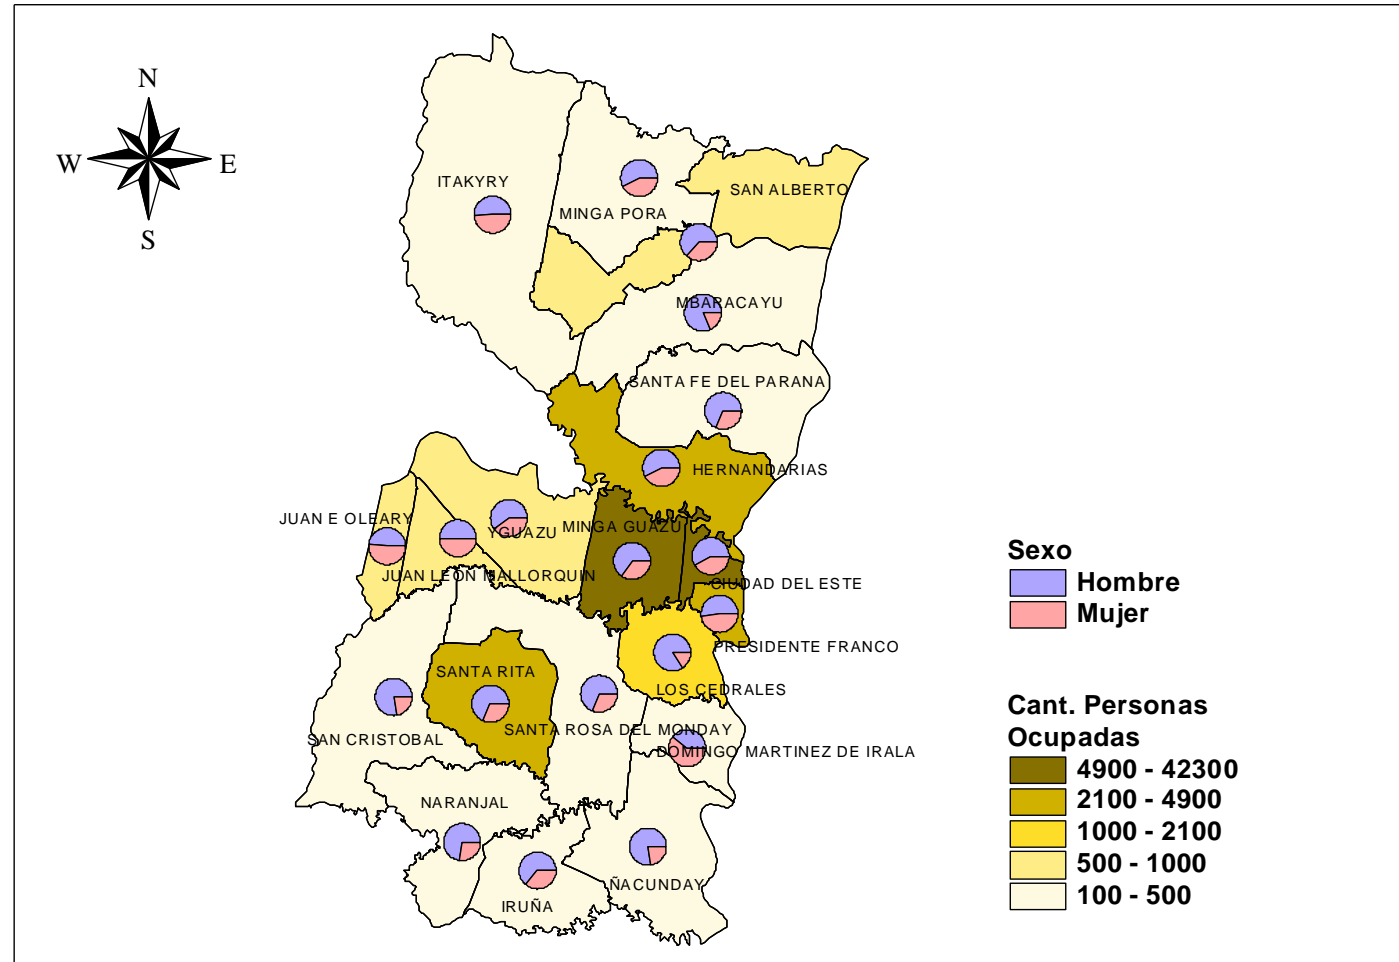 N
W
E
S
ITAKYRY
MINGA PORA
SAN ALBERTO
MBARACAYU
SANTA FE DEL PARANA
HERNANDARIAS
JUAN E OLEARY
YGUAZU
MINGA GUAZU
JUAN LEON MALLORQUIN
CIUDAD DEL ESTE
PRESIDENTE FRANCO
LOS CEDRALES
SANTA RITA
SANTA ROSA DEL MONDAY
SAN CRISTOBAL
DOMINGO MARTINEZ DE IRALA
NARANJAL
ÑACUNDAY
IRUÑA
Sexo
Hombre
Mujer
Cant. Personas
Ocupadas
4900 - 42300
2100 - 4900
1000 - 2100
500 - 1000
100 - 500